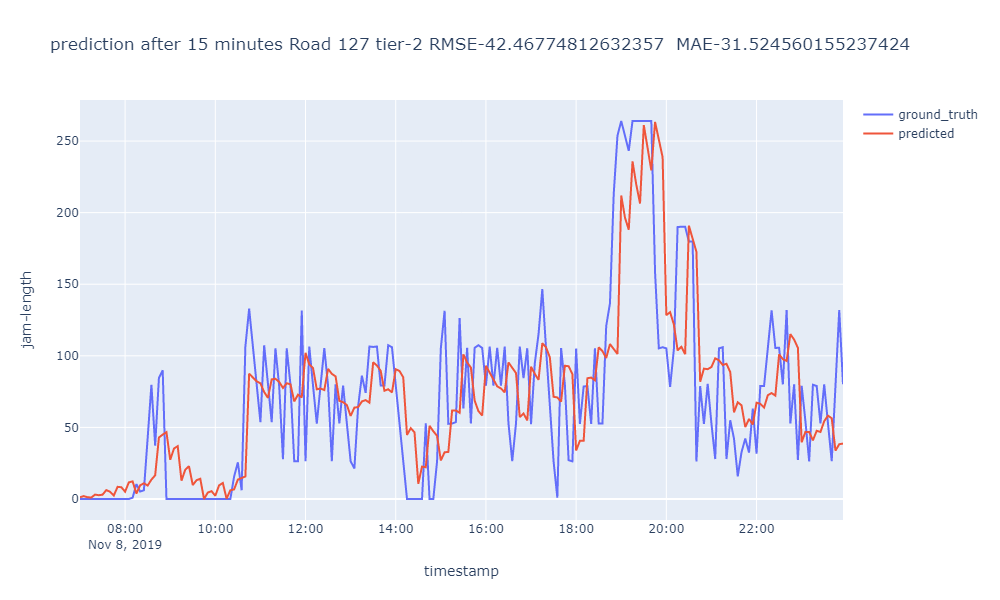 prediction after 15 minutes Road 127 tier-2 RMSE-42.46774812632357  MAE-31.524560155237424
ground_truth
predicted
250
200
150
100
50
0
jam-length
08:00 10:00 12:00 14:00 16:00 18:00 20:00 22:00
Nov 8, 2019
timestamp